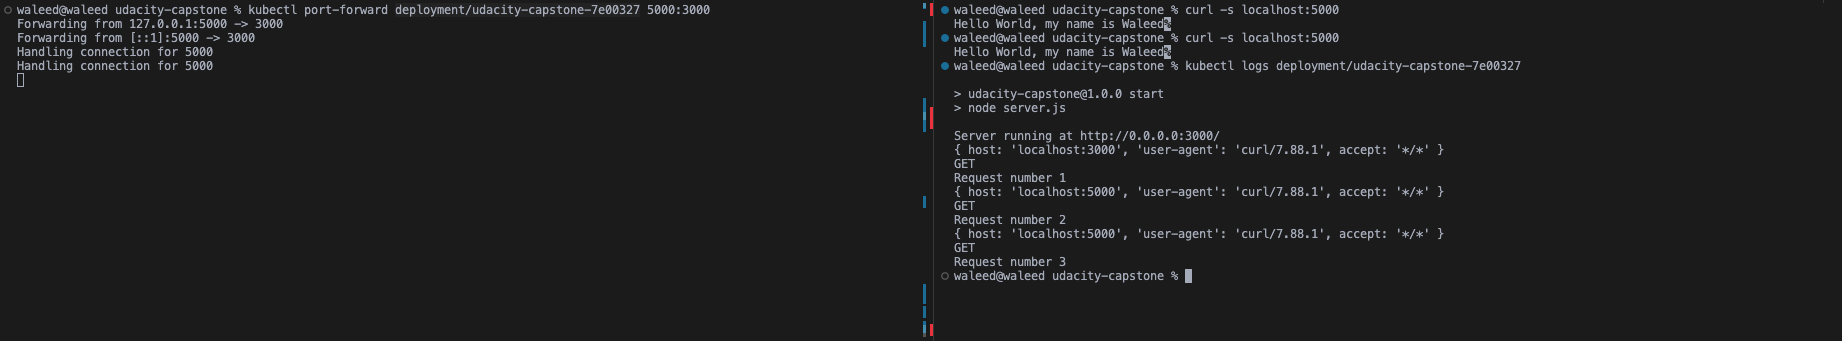 waleed@waleed udacity-capstone % kubectl port-forward deployment/udacity-capstone-7e00327 5000:3000
Forwarding from 127.0.0.1:5000 -> 3000
Forwarding from [::1]:5000 -> 3000
Handling connection for 5000
Handling connection for 5000
waleed@waleed udacity-capstone % curl -s localhost:5000
Hello World, my name is Waleed%
waleed@waleed udacity-capstone % curl -s localhost:5000
Hello World, my name is Waleed%
waleed@waleed udacity-capstone % kubectl logs deployment/udacity-capstone-7e00327
> udacity-capstone@1.0.0 start
> node server.js
Server running at http://0.0.0.0:3000/
{ host: 'localhost:3000', 'user-agent': 'curl/7.88.1', accept: '*/*' }
GET
Request number 1
{ host: 'localhost:5000', 'user-agent': 'curl/7.88.1', accept: '*/*' }
GET
Request number 2
{ host: 'localhost:5000', 'user-agent': 'curl/7.88.1', accept: '*/*' }
GET
Request number 3
waleed@waleed udacity-capstone %